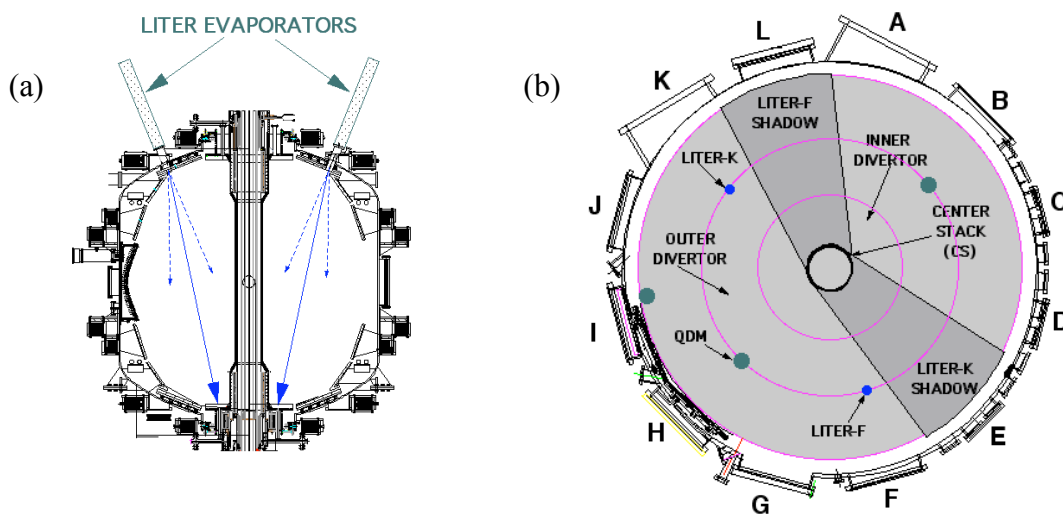 LITER EVAPORATORS
(a)
(b)
A
B
C
D
E
F
G
H
I
J
K
L
LITER-F
SHADOW
LITER-K
INNER
DIVERTOR
CENTER
STACK
(CS)
OUTER
DIVERTOR
QDM
LITER-K
SHADOW
LITER-F